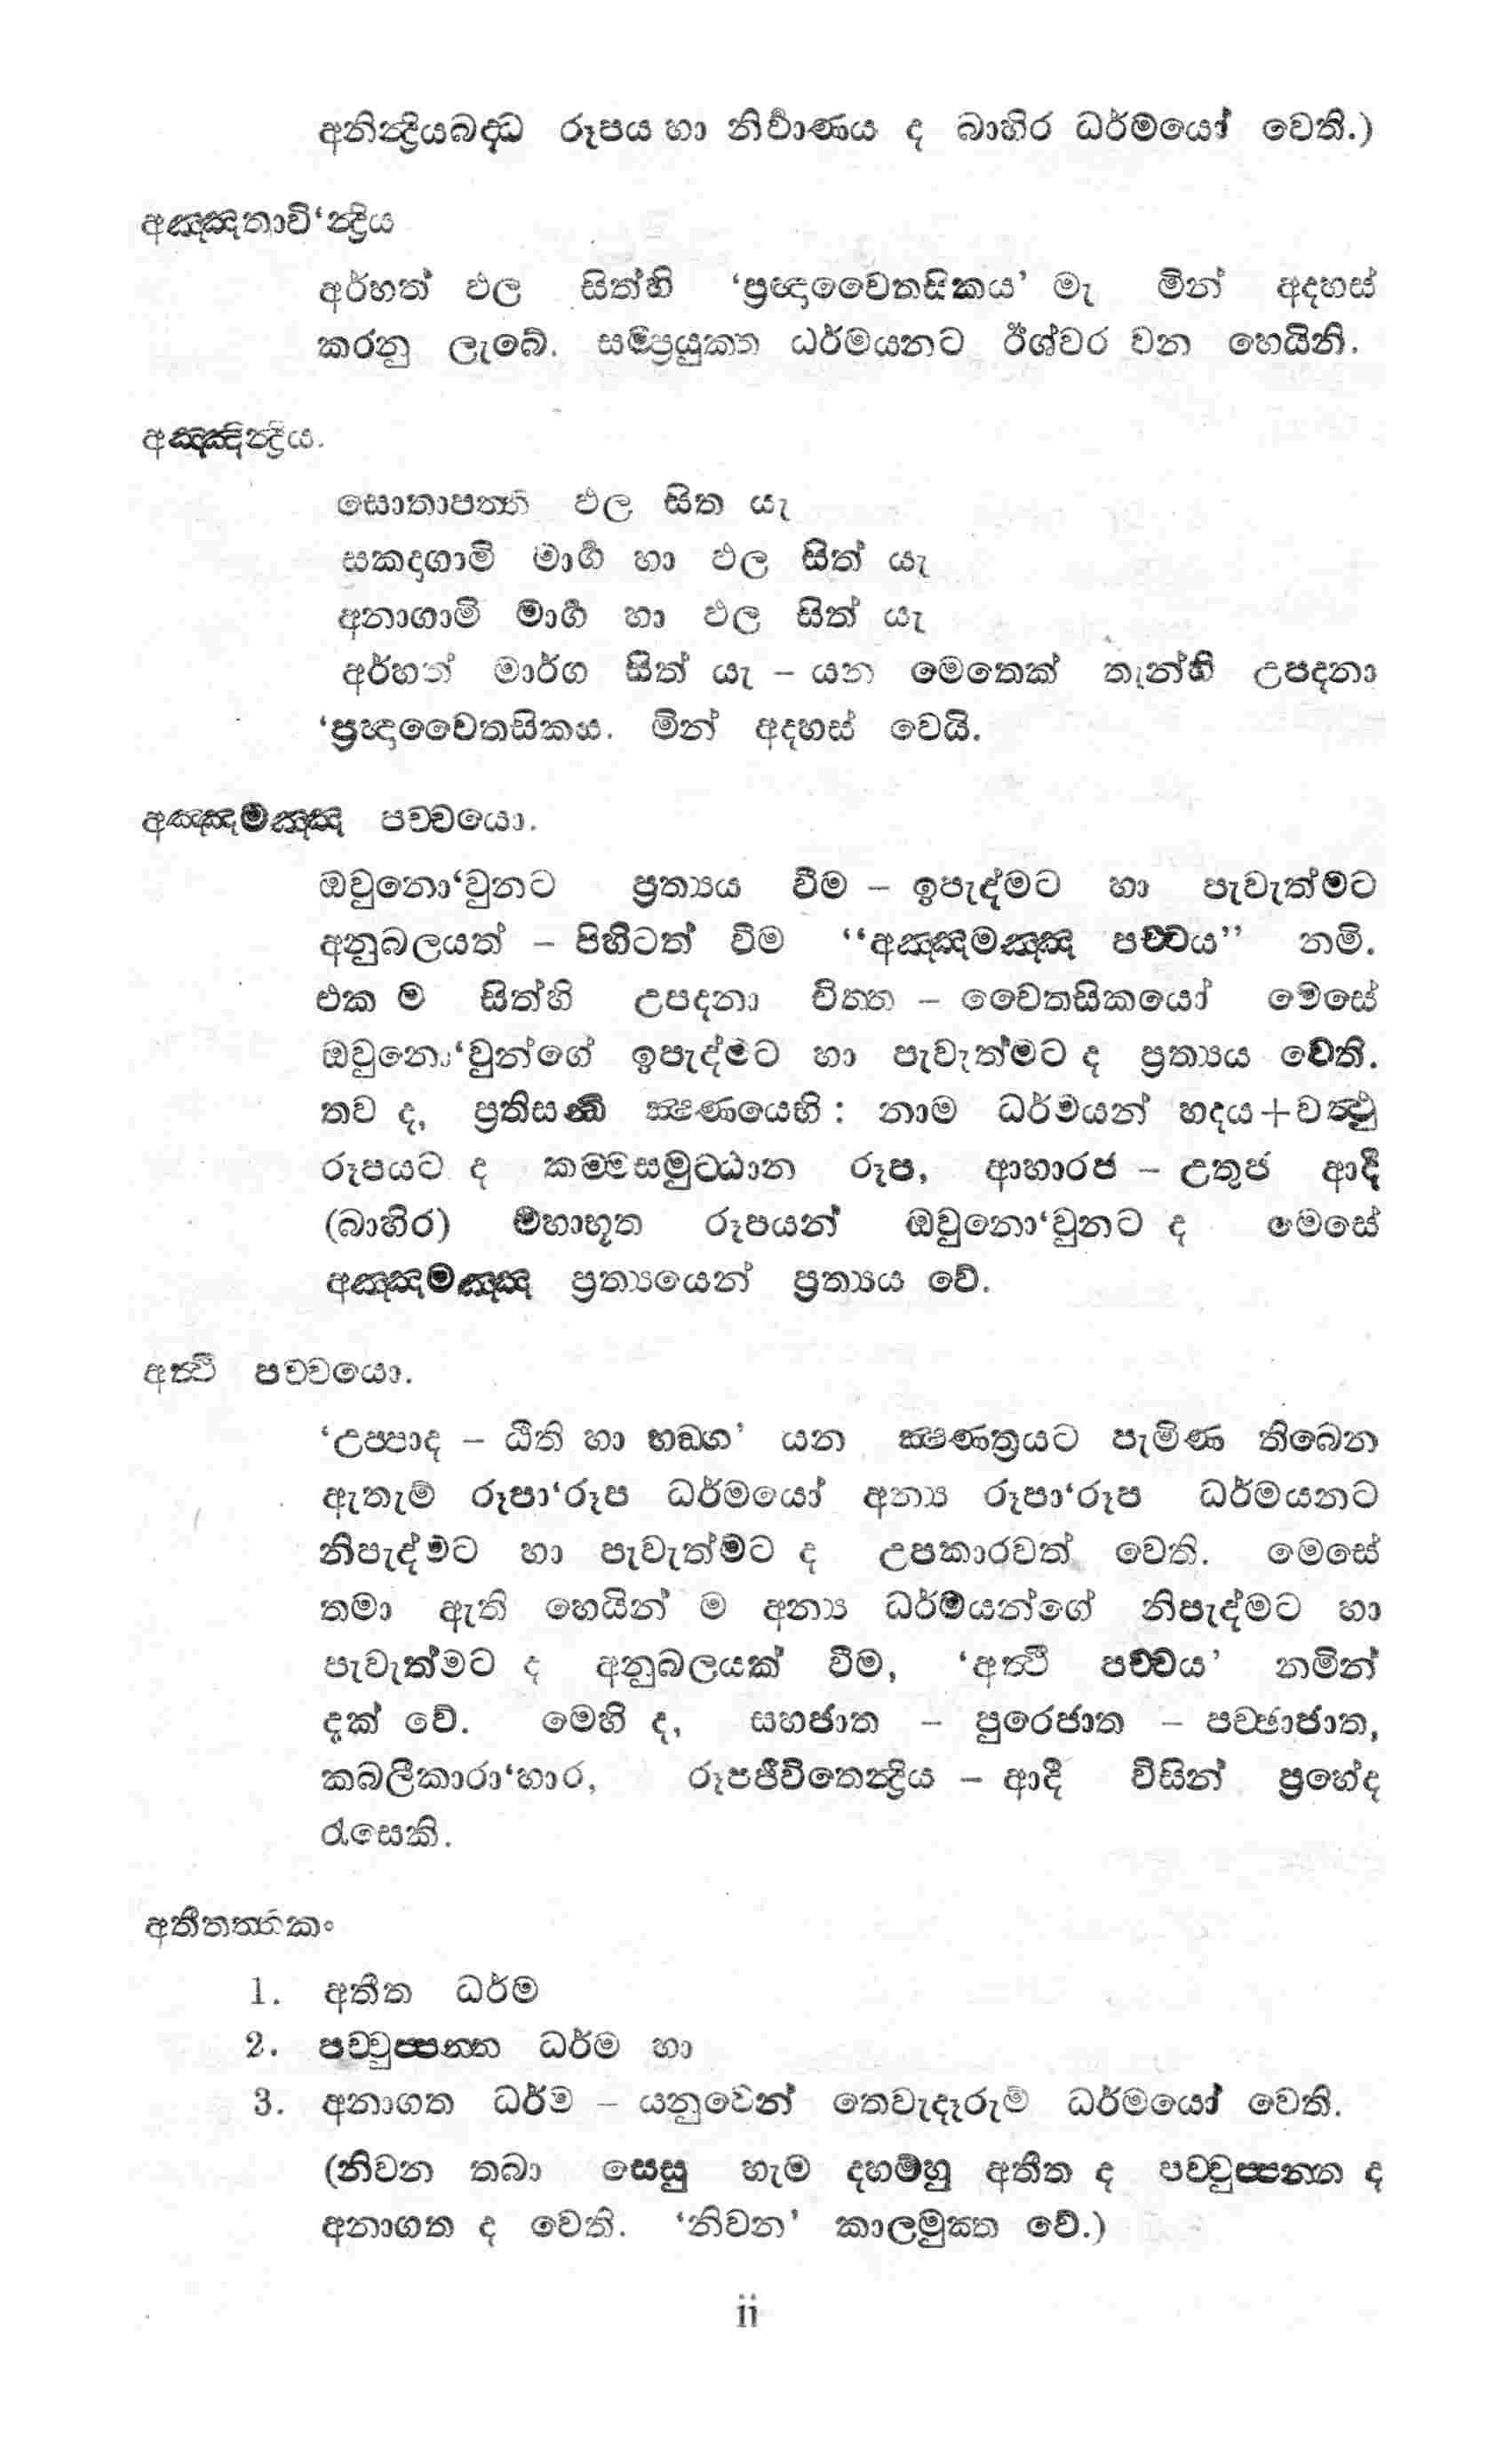 අනින්ද්‍රියබද්ධ රූපය හා නිර්වාණය ද බාහිර ධර්මයෝ වෙති.)
අඤ්ඤතාවි‘න්ද්‍රිය
අර්හත් ඵල සිත්හි ‘ප්‍රඥාචෛතසිකය’ මැ මින් අදහස්
කරනු ලැබේ. සම්ප්‍රයුක්ත ධර්මයනට ඊශ්වර වන හෙයිනි.
අඤ්ඤින්ද්‍රිය.
සොතාපත්ති ඵල සිත යැ
සකදගාමි මාර්ග හා ඵල සිත් යැ
අනාගාමි මාර්ග හා ඵල සිත් යැ
අර්හත් මාර්ග සිත් යැ – යන මෙතෙක් තැන්හි උපදනා
‘ප්‍රඥාචෛතසිකය. මින් අදහස් වෙයි.
අඤ්ඤමඤ්ඤ පච්චයො.
ඔවුනො‘වුනට ප්‍රත්‍යය වීම – ඉපැද්මට හා පැවැත්මට
අනුබලයත් – පිහිටත් වීම “අඤ්ඤමඤ්ඤ පච්චය” නමි.
එක ම සිත්හි උපදනා චිත්ත – චෛතසිකයෝ මෙසේ
ඔවුනො‘වුන්ගේ ඉපැද්මට හා පැවැත්මට ද ප්‍රත්‍යය වෙති.
තව ද, ප්‍රතිසන්ධි ක්‍ෂණයෙහි : නාම ධර්මයන් හදය+වත්ථු
රූපයට ද කම්මසමුට්ඨාන රූප, ආහාරජ – උතුජ ආදී
(බාහිර) මහාභූත රූපයන් ඔවුනො‘වුනට ද මෙසේ
අඤ්ඤමඤ්ඤ ප්‍රත්‍යයෙන් ප්‍රත්‍යය වේ.
අත්ථි පච්චයො.
‘උප්පාද – ඨිති හා භඞ්ග’ යන ක්‍ෂණත්‍රයට පැමිණ තිබෙන
ඇතැම් රූපා‘රූප ධර්මයෝ අන්‍ය රූපා‘රූප ධර්මයනට
නිපැද්මට හා පැවැත්මට ද උපකාරවත් වෙති. මෙසේ
තමා ඇති හෙයින් ම අන්‍ය ධර්මයන්ගේ නිපැද්මට හා
පැවැත්මට ද අනුබලයක් වීම, ‘අත්ථි පච්චය’ නමින්
දැක් වේ. මෙහි ද, සහජාත – පුරෙජාත – පච්ඡාජාත,
කබලීකාරා‘හාර, රූපජීවිතෙන්ද්‍රිය – ආදී විසින් ප්‍රභේද
රැසෙකි.
අතීතත්තිකං
1. අතීත ධර්ම
2. පච්චුප්පන්න ධර්ම හා
3. අනාගත ධර්ම – යනුවෙන් තෙවැදෑරුම් ධර්මයෝ වෙති.
(නිවන තබා සෙසු හැම දහම්හු අතීත ද පච්චුප්පන්න ද
අනාගත ද වෙති. ‘නිවන’ කාලමුක්ත වේ.)
ii